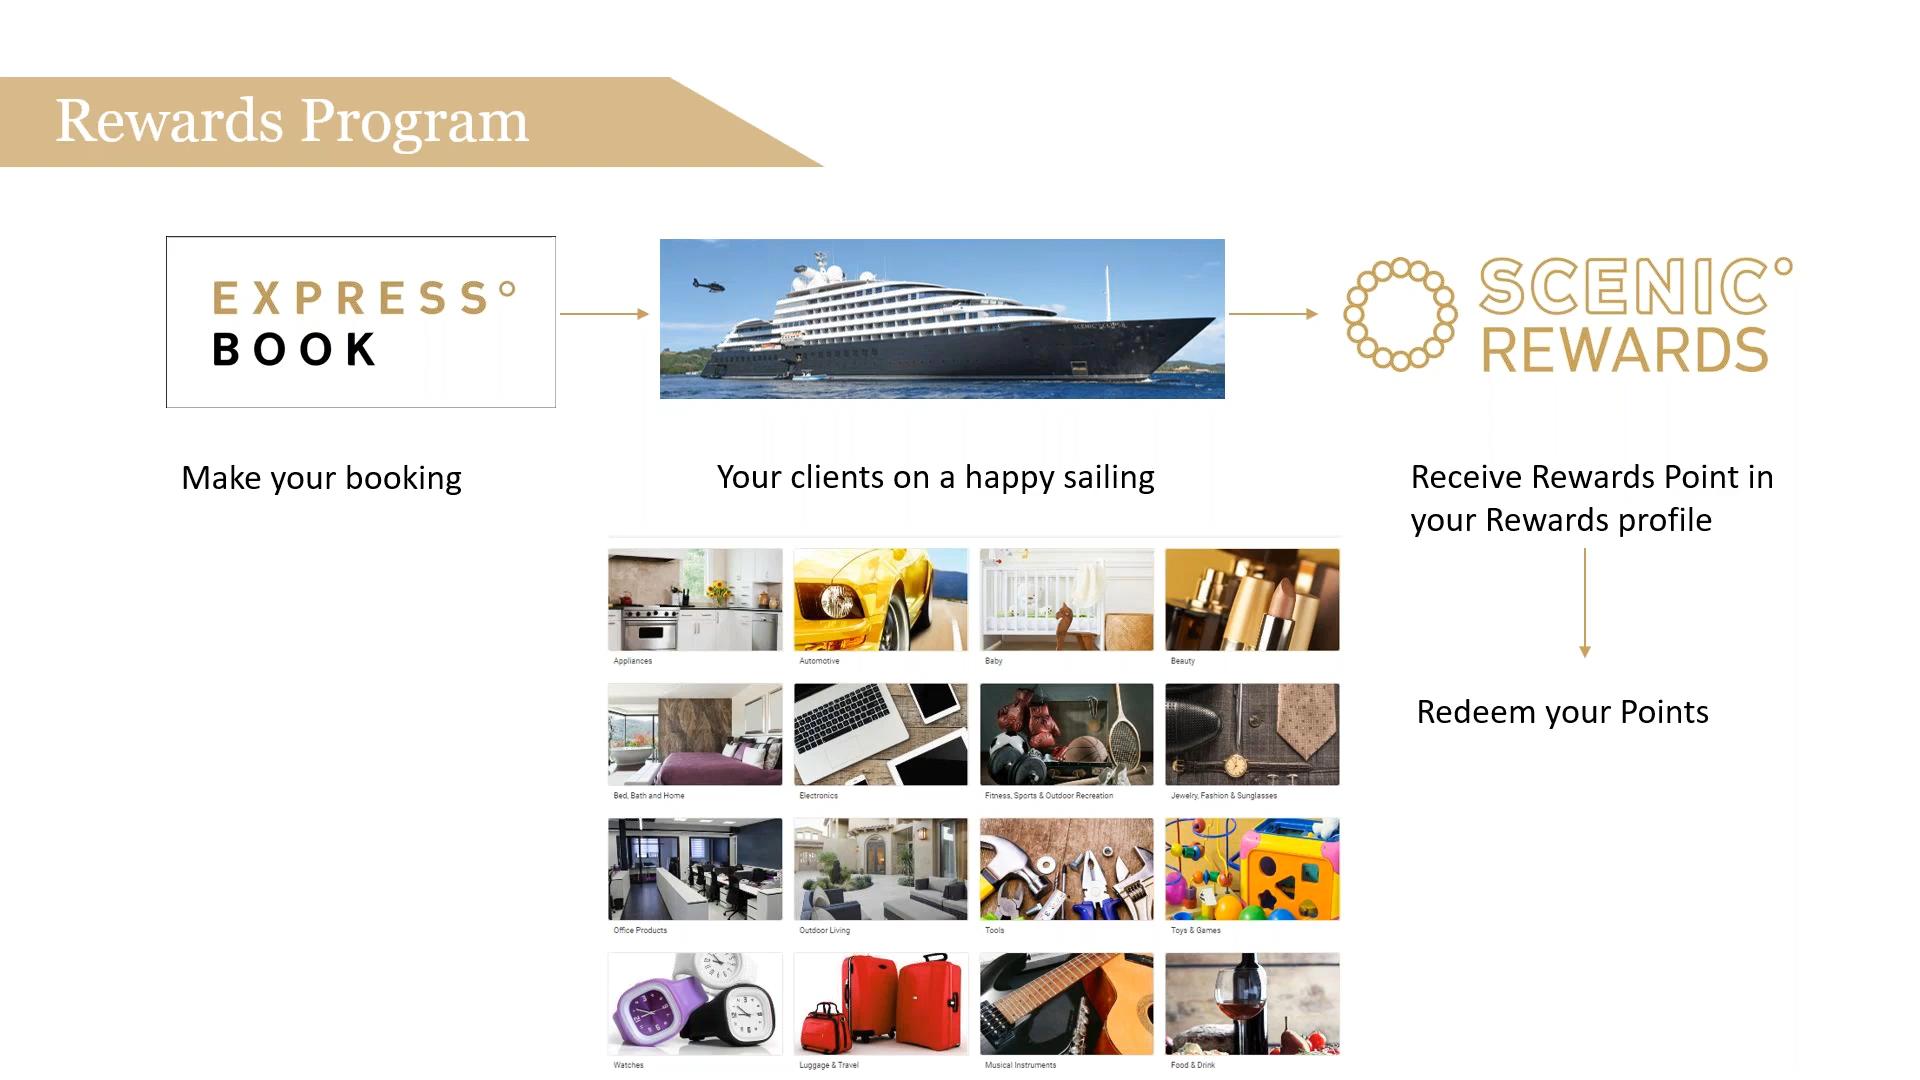 Rewards Program
EXPRESS°
BOOK
SCENIC°
REWARDS
Make your booking
Your clients on a happy sailing
Receive Rewards Point in
your Rewards profile
Redeem your Points
Appliances
Automotive
Baby
Beauty
Bed, Bath and Home
Electronics
Fitness, Sports & Outdoor Recreation
Jewelry, Fashion & Sunglasses
Office Products
Outdoor Living
Tools
Toys & Games
Watches
Luggage & Travel
Musical Instruments
Food & Drink